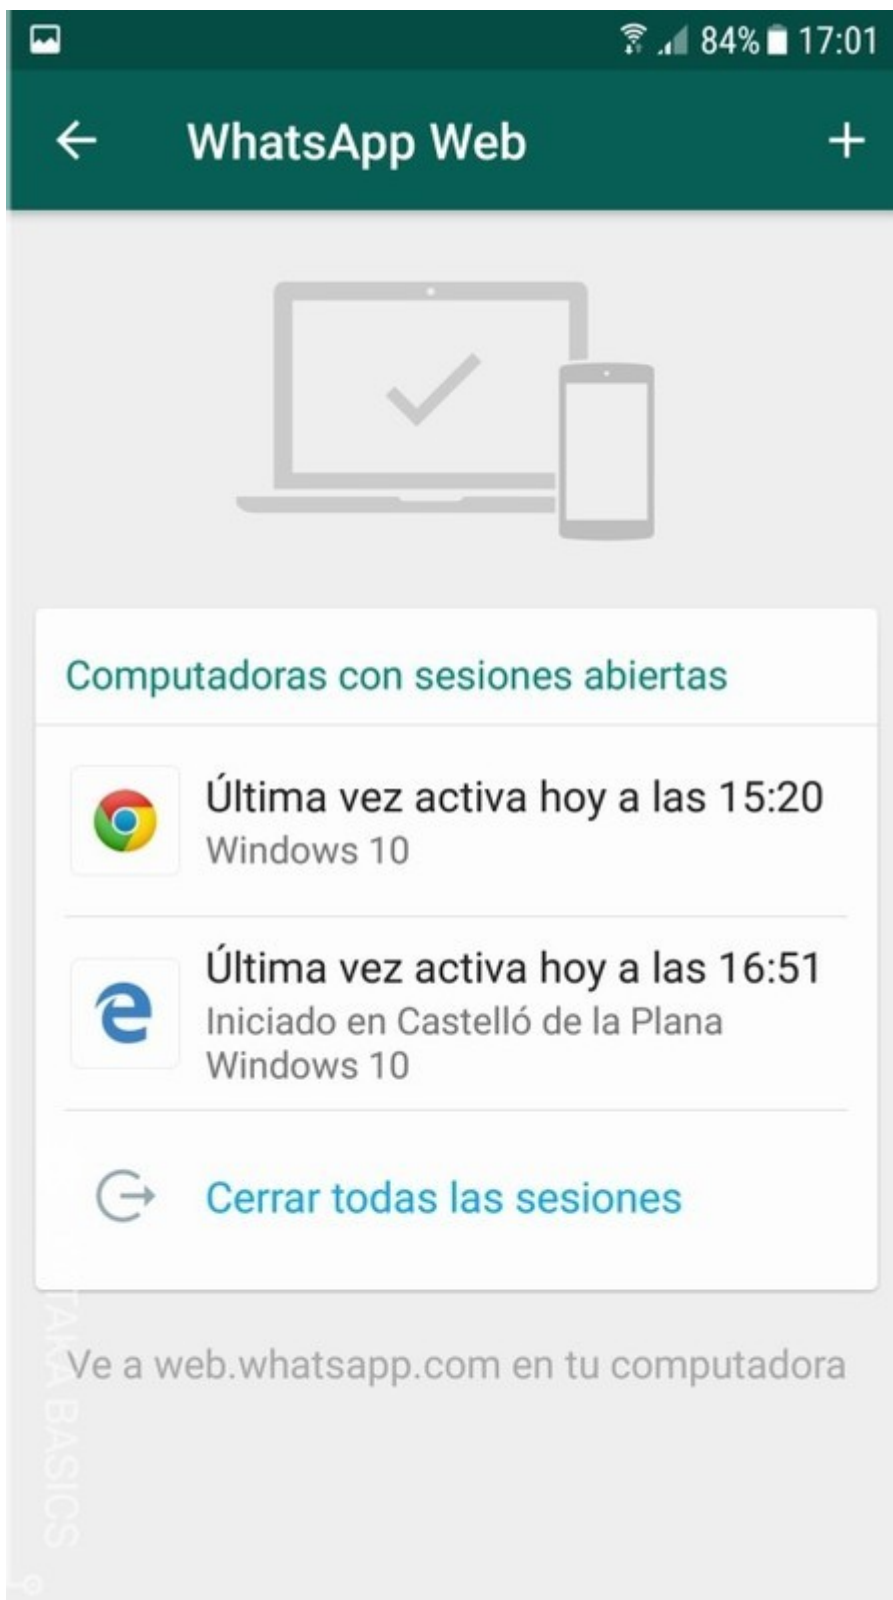 84% 17:01
WhatsApp Web
Computadoras con sesiones abiertas
Última vez activa hoy a las 15:20
Windows 10
Última vez activa hoy a las 16:51
Iniciado en Castelló de la Plana
Windows 10
Cerrar todas las sesiones
Ve a web.whatsapp.com en tu computadora
TAKA BASICS